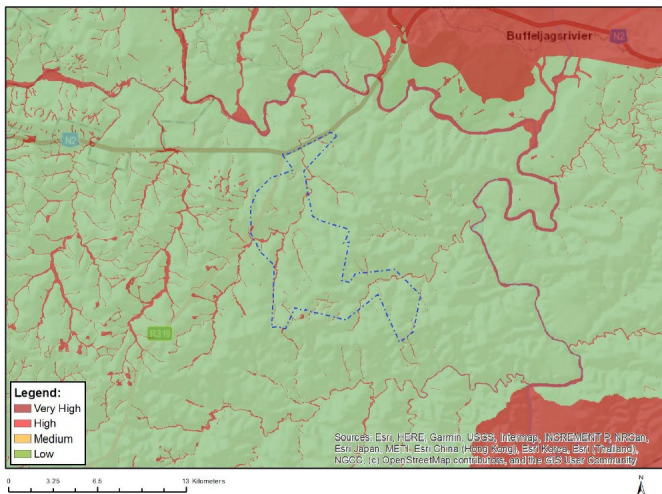 Buffeljagsrivier
N2
N2
R319
Legend:
Very High
High
Medium
Low
Sources: Esri, HERE, Garmin, USGS, Intermap, INCREMENT P, NRCan,
Esri Japan, METI, Esri China (Hong Kong), Esri Korea, Esri (Thailand),
NGCC, (c) OpenStreetMap contributors, and the GIS User Community
0 3.25 6.5 13 Kilometers
N